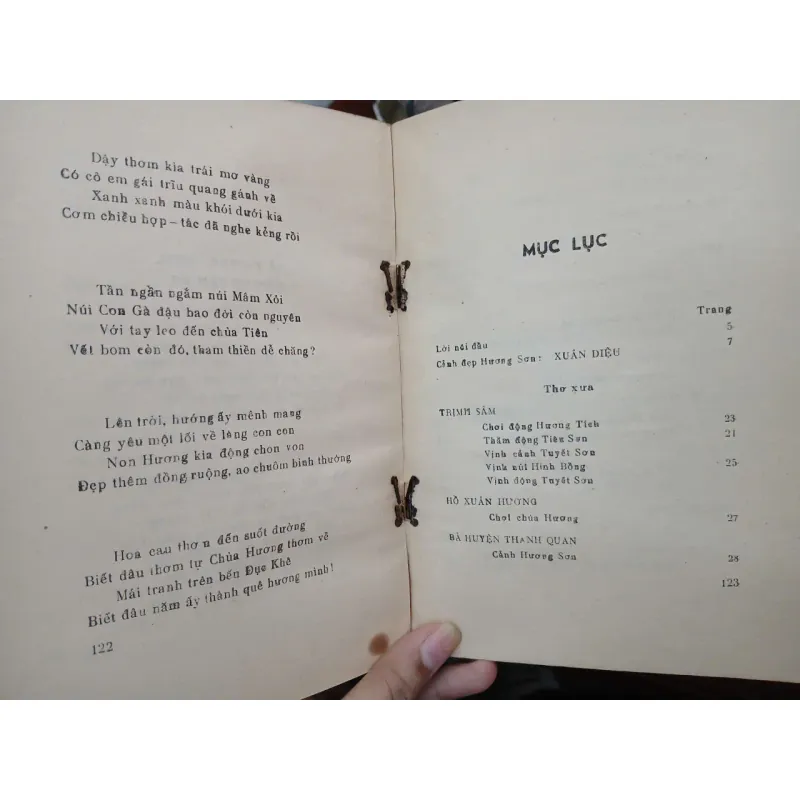 Dậy thơm kia trái mơ vàng
Có cô em gái trĩu quang gánh về
Xanh xanh màu khói dưới kia
Cơm chiều hợp-tác đã nghe kẻng rồi
Tần ngần ngắm núi Mâm Xôi
Núi Con Gà đậu bao đời còn nguyên
Với tay leo đến chùa Tiên
Vết bom còn đó, tham thiền dễ chăng?
Lên trời, hướng ấy mênh mang
Càng yêu một lối về làng con con
Non Hương kia động chon von
Đẹp thêm đồng ruộng, ao chuôm bình thường
Hoa cau thơm đến suốt đường
Biết đâu thơm tự Chùa Hương thơm về
Mái tranh trên bến Đục Khê
Biết đâu năm ấy thành quê hương mình!
122
MỤC LỤC
Trang
Lời nói đầu 5
Cảnh đẹp Hương Sơn: XUÂN DIỆU 7
Thơ xưa
TRỊNH SÂM
Chơi động Hương Tích 23
Thăm động Tiên Sơn 21
Vịnh cảnh Tuyết Sơn
Vịnh núi Hinh Bồng 25
Vịnh động Tuyết Sơn
HỒ XUÂN HƯƠNG
Chơi chùa Hương 27
BÀ HUYỆN THANH QUAN
Cảnh Hương Sơn 28
123